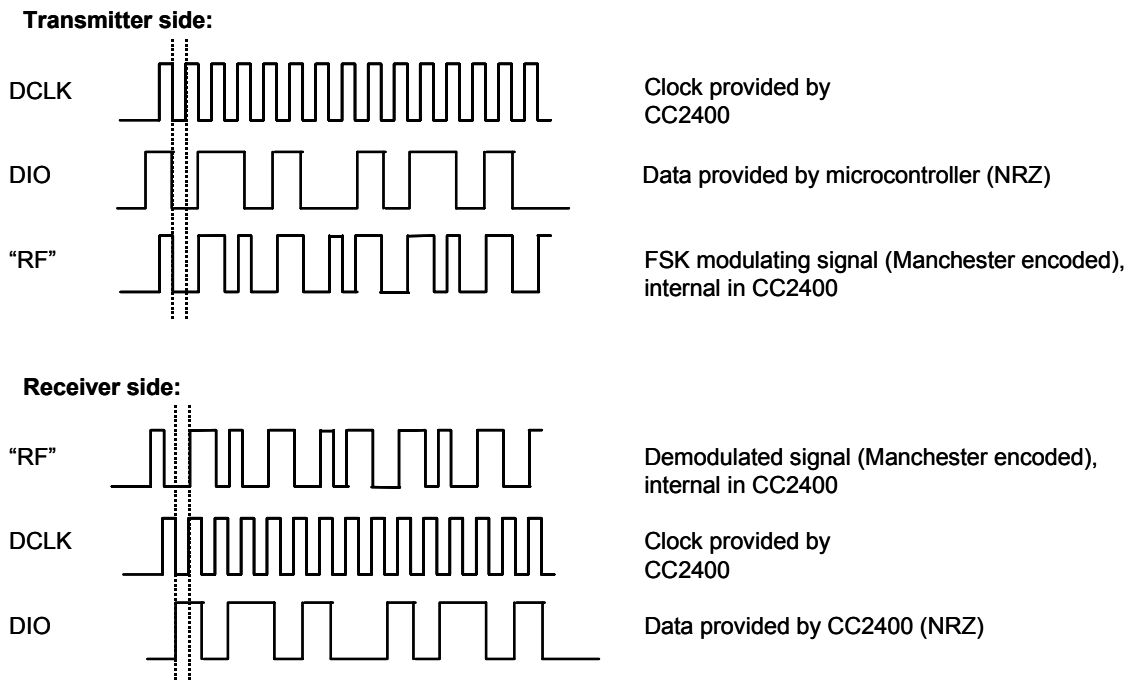 Transmitter side:
DCLK
Clock provided by
CC2400
DIO
Data provided by microcontroller (NRZ)
“RF”
FSK modulating signal (Manchester encoded),
internal in CC2400
Receiver side:
“RF”
Demodulated signal (Manchester encoded),
internal in CC2400
DCLK
Clock provided by
CC2400
DIO
Data provided by CC2400 (NRZ)